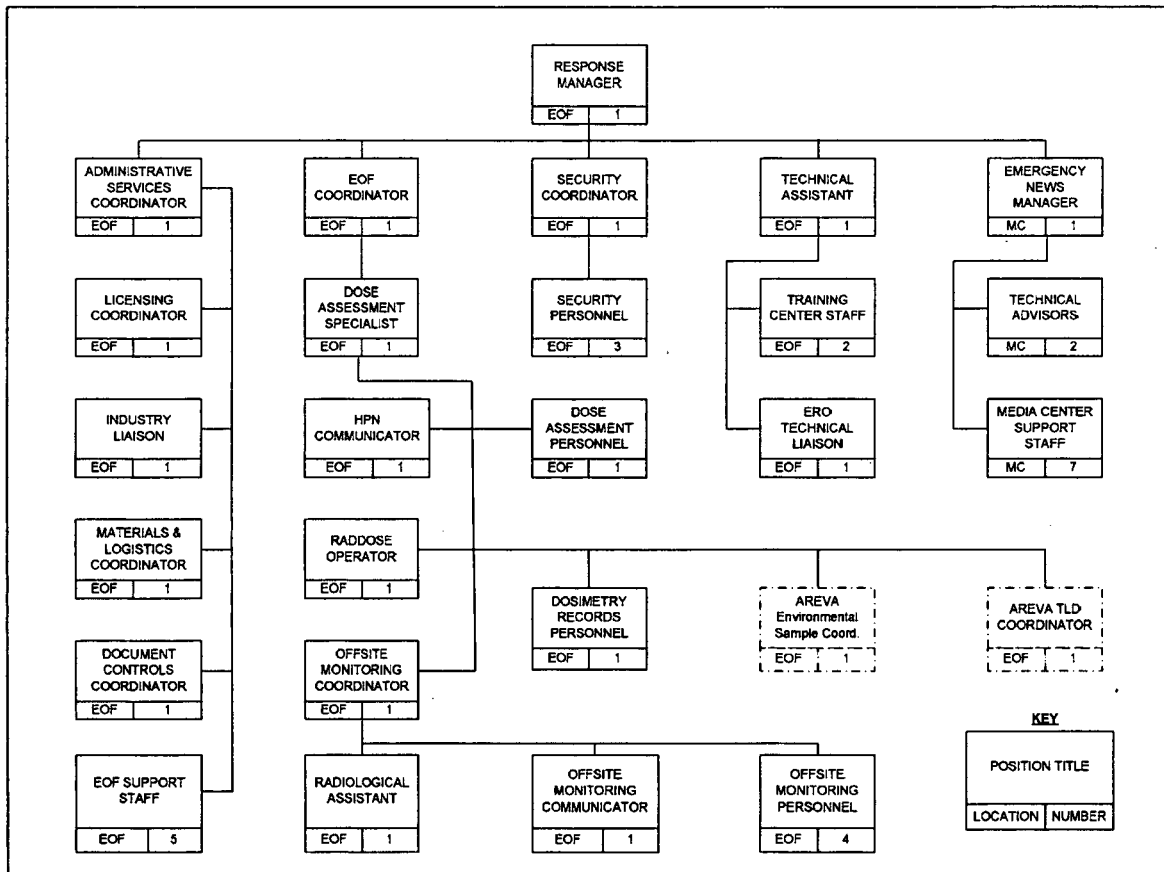 RESPONSE
MANAGER
EOF 1
ADMINISTRATIVE
SERVICES
COORDINATOR
EOF 1
EOF
COORDINATOR
EOF 1
SECURITY
COORDINATOR
EOF 1
TECHNICAL
ASSISTANT
EOF 1
EMERGENCY
NEWS
MANAGER
MC 1
LICENSING
COORDINATOR
EOF 1
DOSE
ASSESSMENT
SPECIALIST
EOF 1
SECURITY
PERSONNEL
EOF 3
TRAINING
CENTER STAFF
EOF 2
TECHNICAL
ADVISORS
MC 2
INDUSTRY
LIAISON
EOF 1
HPN
COMMUNICATOR
EOF 1
DOSE
ASSESSMENT
PERSONNEL
EOF 1
ERO
TECHNICAL
LIAISON
EOF 1
MEDIA CENTER
SUPPORT
STAFF
MC 7
MATERIALS &
LOGISTICS
COORDINATOR
EOF 1
RADDOSE
OPERATOR
EOF 1
DOSIMETRY
RECORDS
PERSONNEL
EOF 1
AREVA
Environmental
Sample Coord.
EOF 1
AREVA TLD
COORDINATOR
EOF 1
DOCUMENT
CONTROLS
COORDINATOR
EOF 1
OFFSITE
MONITORING
COORDINATOR
EOF 1
EOF SUPPORT
STAFF
EOF 5
RADIOLOGICAL
ASSISTANT
EOF 1
OFFSITE
MONITORING
COMMUNICATOR
EOF 1
OFFSITE
MONITORING
PERSONNEL
EOF 4
KEY
POSITION TITLE
LOCATION NUMBER